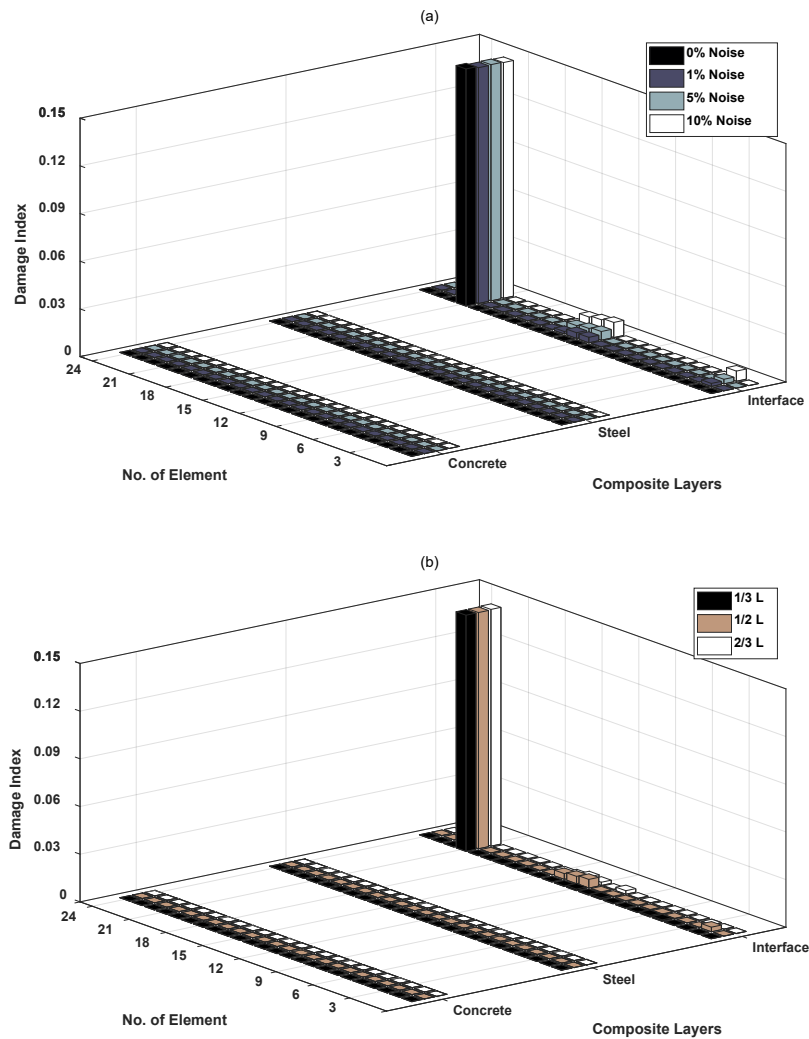 (a)
0% Noise
1% Noise
5% Noise
10% Noise
0.15
0.12
0.09
0.06
0.03
0
Damage Index
24
21
18
15
12
9
6
3
No. of Element
Concrete
Steel
Interface
Composite Layers
(b)
1/3 L
1/2 L
2/3 L
0.15
0.12
0.09
0.06
0.03
0
Damage Index
24
21
18
15
12
9
6
3
No. of Element
Concrete
Steel
Interface
Composite Layers